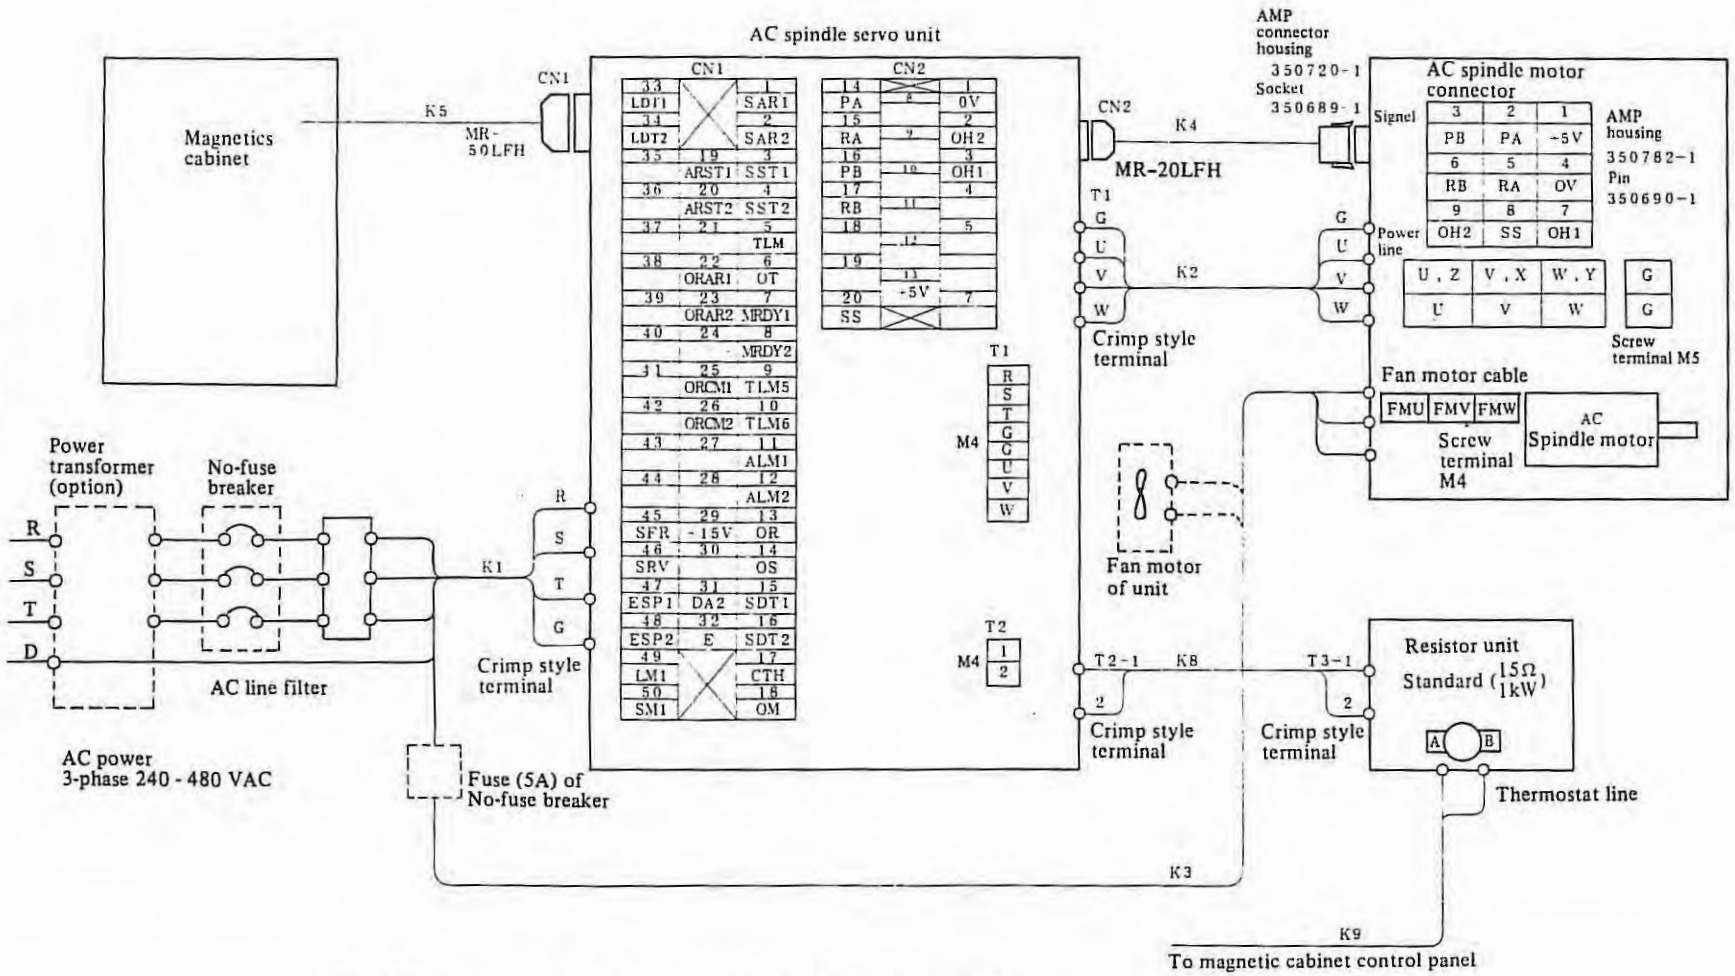 AC spindle servo unit
Magnetics
cabinet
K5
MR-
50LFH
CN1
CN1
33 1
LDT1 SAR1
34 2
LDT2 SAR2
35 19 3
ARST1 SST1
36 20 4
ARST2 SST2
37 21 5
TLM
38 22 6
ORAR1 OT
39 23 7
ORAR2 MRDY1
40 24 8
MRDY2
41 25 9
ORCM1 TLM5
42 26 10
ORCM2 TLM6
43 27 11
ALM1
44 28 12
ALM2
45 29 13
SFR -15V OR
46 30 14
SRV OS
47 31 15
ESP1 DA2 SDT1
48 32 16
ESP2 E SDT2
49 17
LM1 CTH
50 18
SM1 OM
CN2
14 1
PA 8 0V
15 2
RA 9 OH2
16 3
PB 10 OH1
17 4
RB 11
18 5
12
19
13
20 -5V 7
SS
T1
R
S
T
G
G
U
V
W
M4
T2
M4
1
2
CN2
K4
MR-20LFH
AMP
connector
housing
350720-1
Socket
350689-1
AC spindle motor
connector
Signel
3 2 1
PB PA -5V
6 5 4
RB RA OV
9 8 7
OH2 SS OH1
AMP
housing
350782-1
Pin
350690-1
T1
G
U
V
W
K2
Crimp style
terminal
G
U
V
W
Power
line
U , Z V , X W , Y G
U V W G
Screw
terminal M5
Fan motor cable
FMU FMV FMW
Screw
terminal
M4
AC
Spindle motor
Fan motor
of unit
Power
transformer
(option)
No-fuse
breaker
R
S
T
D
AC line filter
K1
R
S
T
G
Crimp style
terminal
AC power
3-phase 240 - 480 VAC
Fuse (5A) of
No-fuse breaker
T2-1 K8 T3-1
2
2
Crimp style
terminal
Crimp style
terminal
Resistor unit
Standard (15Ω
1kW)
A B
Thermostat line
K3
K9
To magnetic cabinet control panel